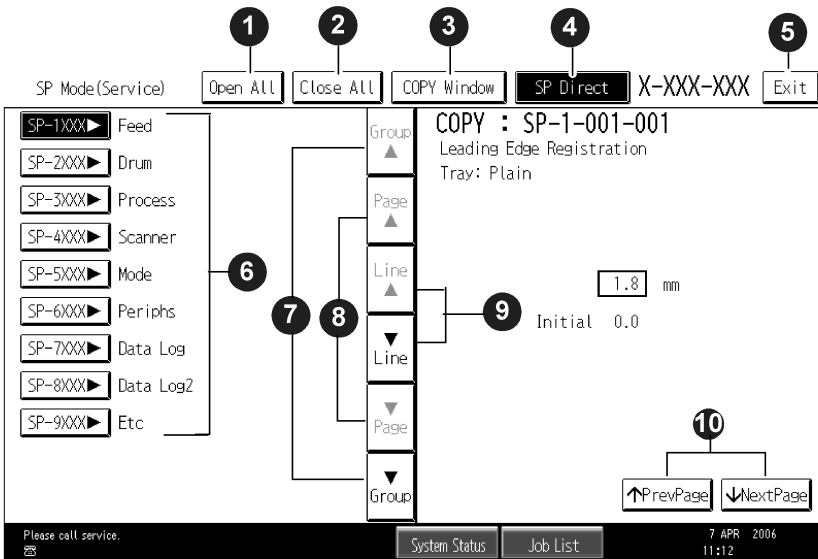 1
2
3
4
5
SP Mode(Service)
Open All
Close All
COPY Window
SP Direct
X-XXX-XXX
Exit
SP-1XXX▶ Feed
SP-2XXX▶ Drum
SP-3XXX▶ Process
SP-4XXX▶ Scanner
SP-5XXX▶ Mode
SP-6XXX▶ Periphs
SP-7XXX▶ Data Log
SP-8XXX▶ Data Log2
SP-9XXX▶ Etc
6
7
8
Group
▲
Page
▲
Line
▲
▼
Line
▼
Page
▼
Group
9
COPY : SP-1-001-001
Leading Edge Registration
Tray: Plain
1.8 mm
Initial 0.0
10
↑PrevPage
↓NextPage
Please call service.
System Status
Job List
7 APR 2006
11:12